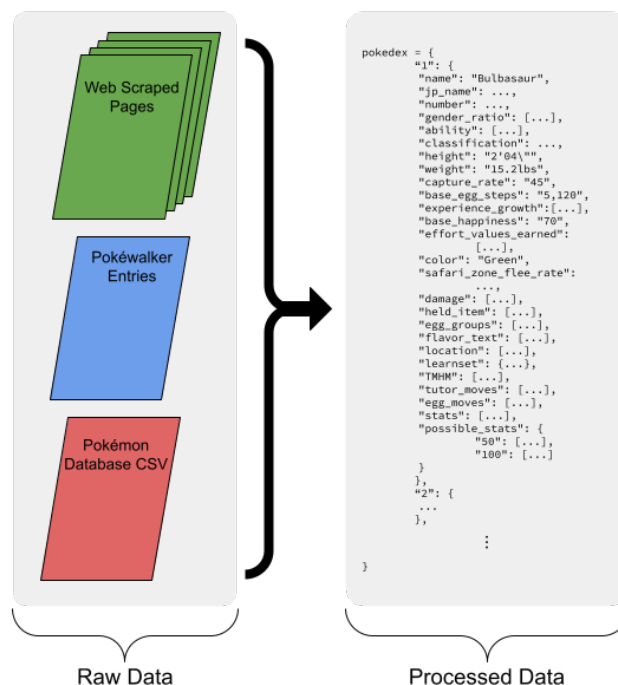 Web Scraped
Pages
Pokéwalker
Entries
Pokémon
Database CSV
Raw Data
pokedex = {
“1”: {
"name": "Bulbasaur",
"jp_name": ...,
"number": ...,
"gender_ratio": [...],
"ability": [...],
"classification": ...,
"height": "2'04\"",
"weight": "15.2lbs",
"capture_rate": "45",
"base_egg_steps": "5,120",
"experience_growth":[...],
"base_happiness": "70",
"effort_values_earned":
[...],
"color": "Green",
"safari_zone_flee_rate":
...,
"damage": [...],
"held_item": [...],
"egg_groups": [...],
"flavor_text": [...],
"location": [...],
"learnset": {...},
"TMHM": [...],
"tutor_moves": [...],
"egg_moves": [...],
"stats": [...],
"possible_stats": {
"50": [...],
"100": [...]
}
},
“2”: {
...
},
⋮
}
Processed Data